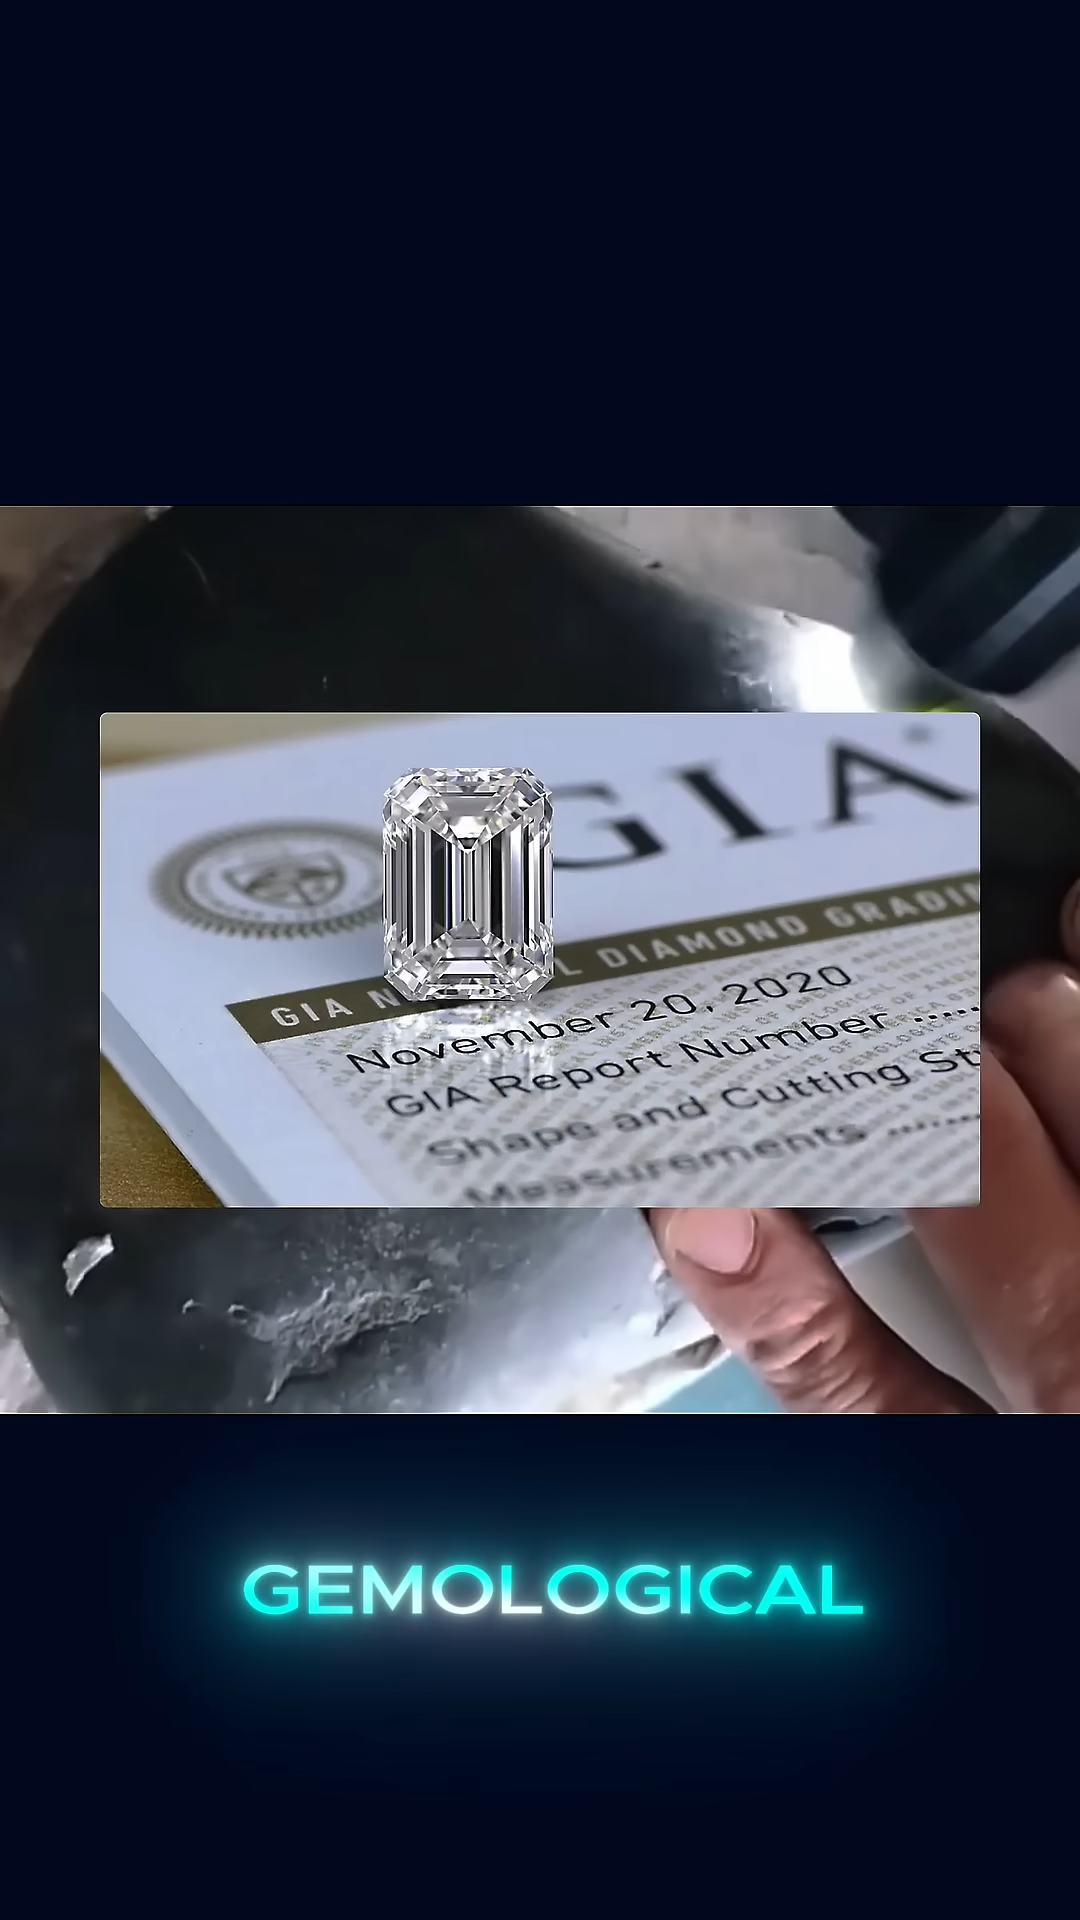 GIA
GIA N L DIAMOND GRADIN
November 20, 2020
GIA Report Number ......
Shape and Cutting St
Measurements ........
GEMOLOGICAL